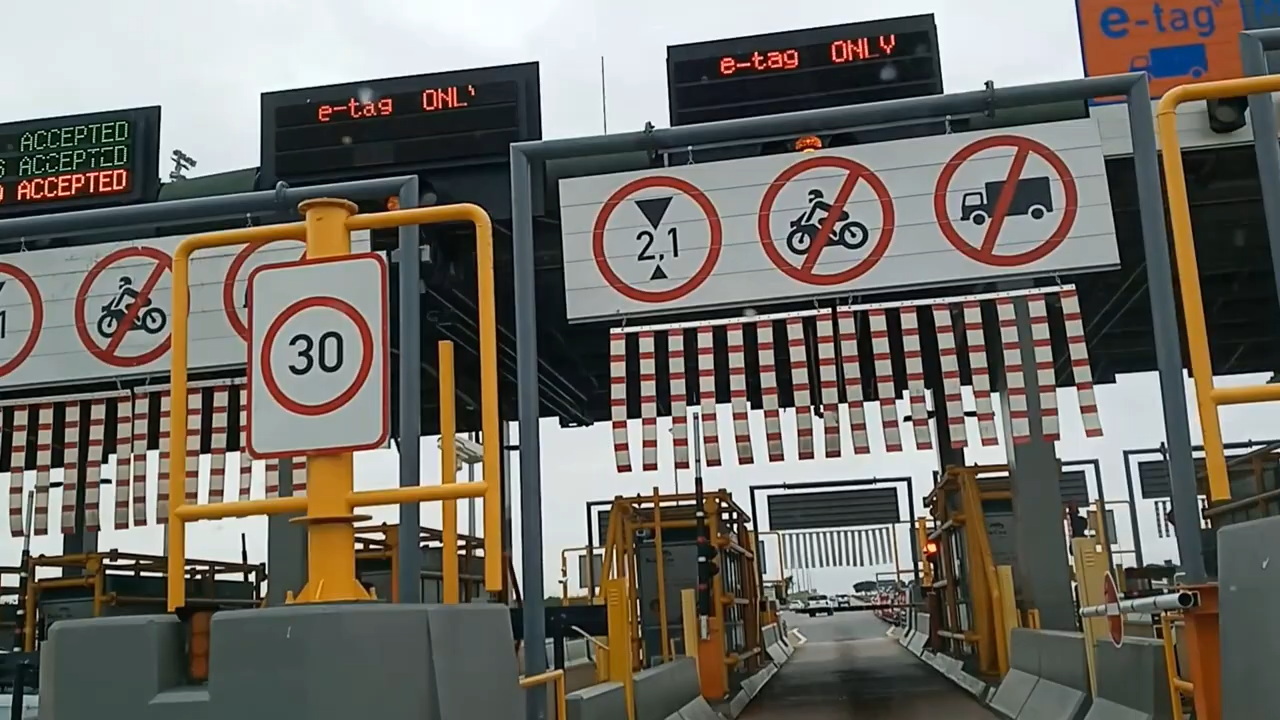 ACCEPTED
ACCEPTED
ACCEPTED
e-tag ONL
e-tag ONLY
e-tag
2,1
30